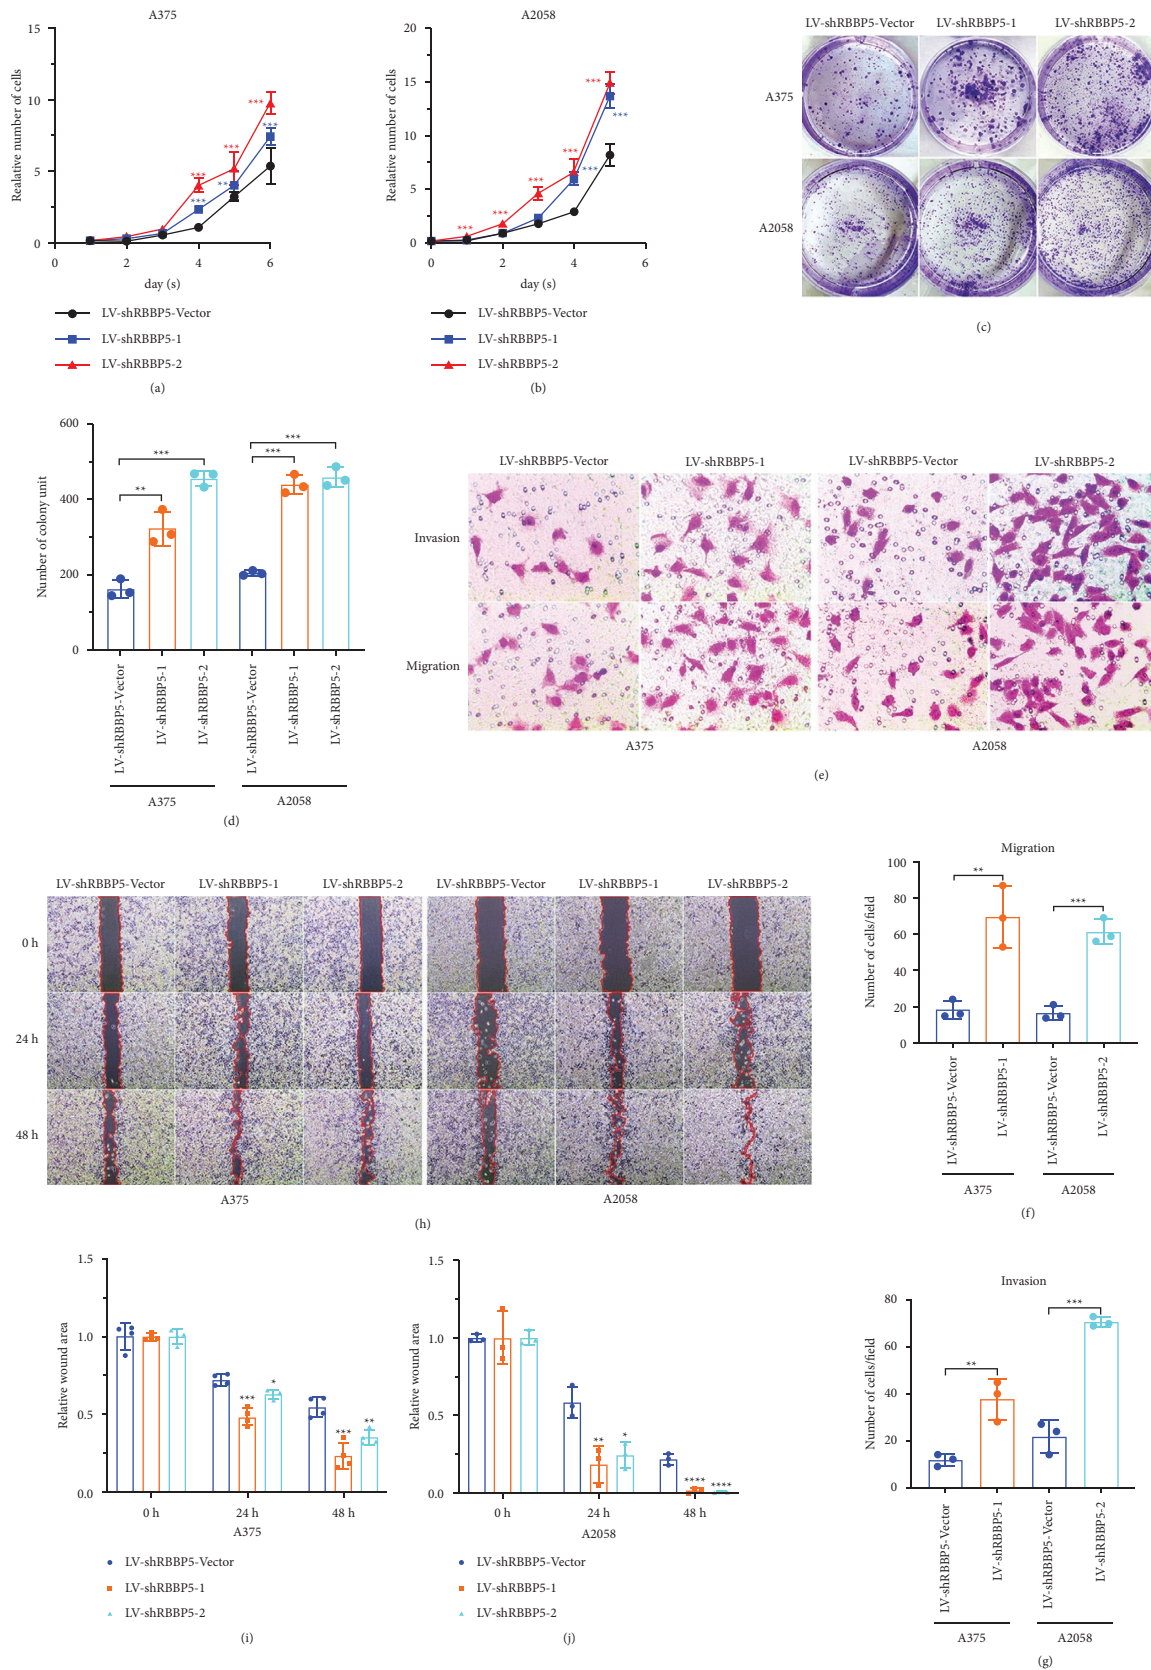 A375
Realative number of cells
15
10
5
0
0 2 4 6
day (s)
*** *** *** *** *** ***
LV-shRBBP5-Vector
LV-shRBBP5-1
LV-shRBBP5-2
(a)
A2058
Realative number of cells
20
15
10
5
0
0 2 4 6
day (s)
*** *** *** *** *** *** ***
LV-shRBBP5-Vector
LV-shRBBP5-1
LV-shRBBP5-2
(b)
LV-shRBBP5-Vector LV-shRBBP5-1 LV-shRBBP5-2
A375
A2058
(c)
Number of colony unit
600
400
200
0
** *** *** ***
LV-shRBBP5-Vector
LV-shRBBP5-1
LV-shRBBP5-2
LV-shRBBP5-Vector
LV-shRBBP5-1
LV-shRBBP5-2
A375 A2058
(d)
LV-shRBBP5-Vector LV-shRBBP5-1 LV-shRBBP5-Vector LV-shRBBP5-2
Invasion
Migration
A375 A2058
(e)
LV-shRBBP5-Vector LV-shRBBP5-1 LV-shRBBP5-2 LV-shRBBP5-Vector LV-shRBBP5-1 LV-shRBBP5-2
0 h
24 h
48 h
A375 A2058
(h)
Migration
Number of cells/field
100
80
60
40
20
0
** ***
LV-shRBBP5-Vector
LV-shRBBP5-1
LV-shRBBP5-Vector
LV-shRBBP5-2
A375 A2058
(f)
Relative wound area
1.5
1.0
0.5
0.0
*** * *** **
0 h 24 h 48 h
A375
LV-shRBBP5-Vector
LV-shRBBP5-1
LV-shRBBP5-2
(i)
Relative wound area
1.5
1.0
0.5
0.0
** * **** ****
0 h 24 h 48 h
A2058
LV-shRBBP5-Vector
LV-shRBBP5-1
LV-shRBBP5-2
(j)
Invasion
Number of cells/field
80
60
40
20
0
** ***
LV-shRBBP5-Vector
LV-shRBBP5-1
LV-shRBBP5-Vector
LV-shRBBP5-2
A375 A2058
(g)